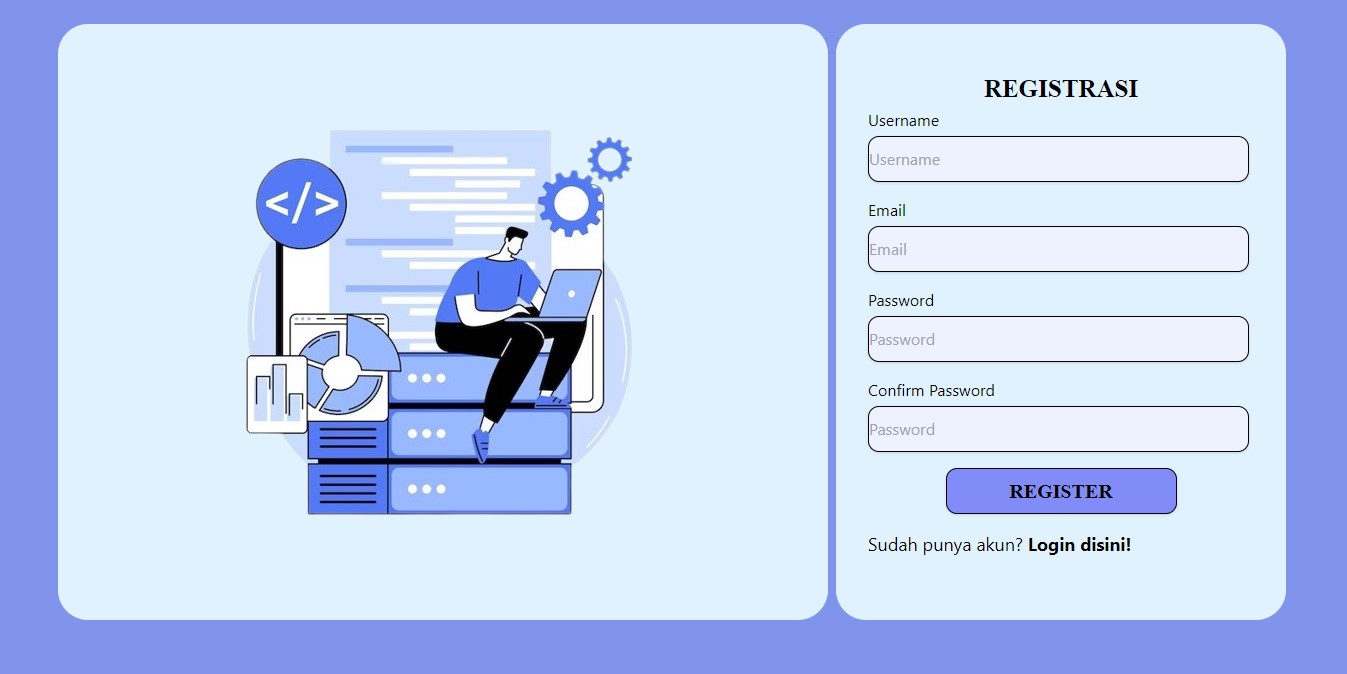 </>
REGISTRASI
Username
Username
Email
Email
Password
Password
Confirm Password
Password
REGISTER
Sudah punya akun? Login disini!